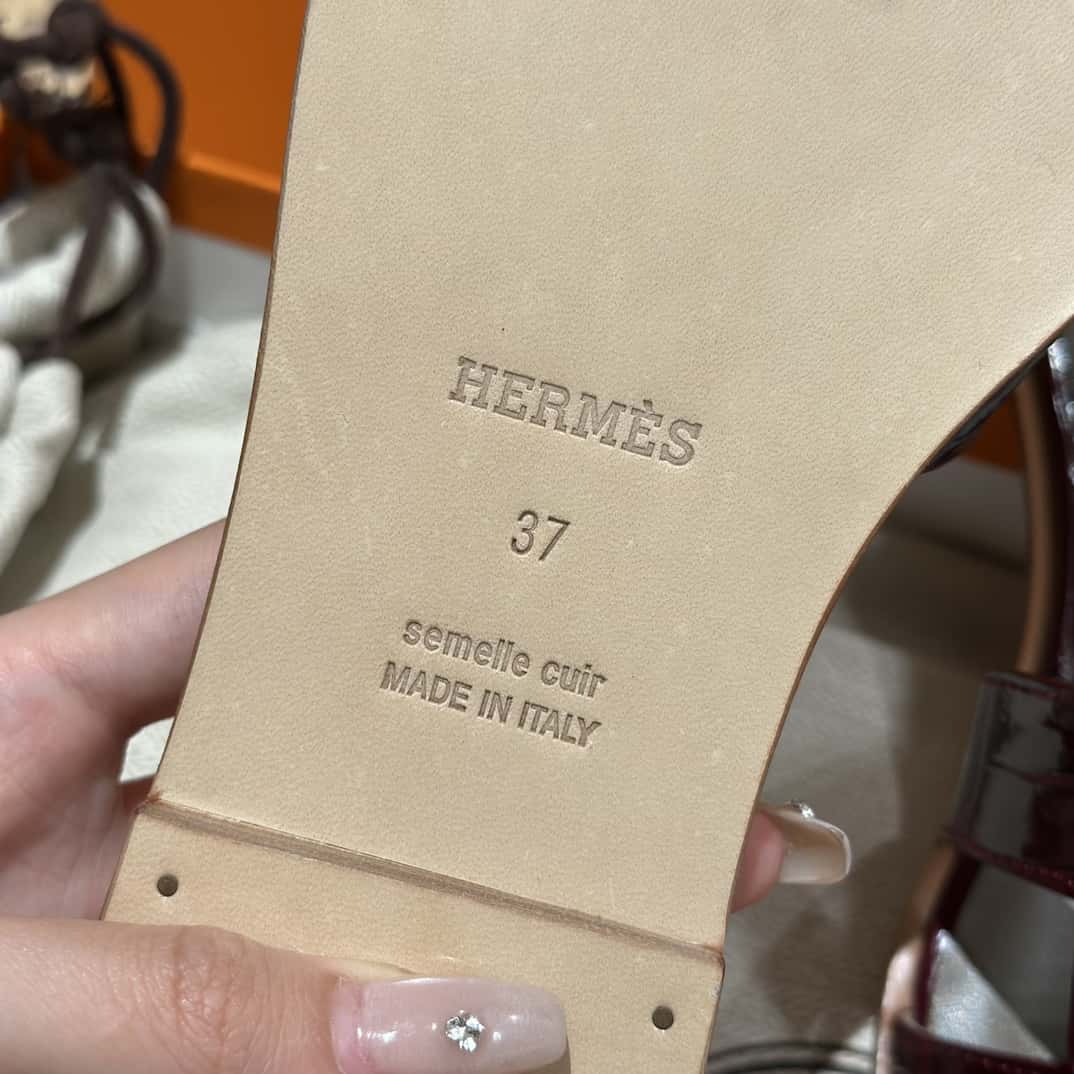 HERMÈS
37
semelle cuir
MADE IN ITALY